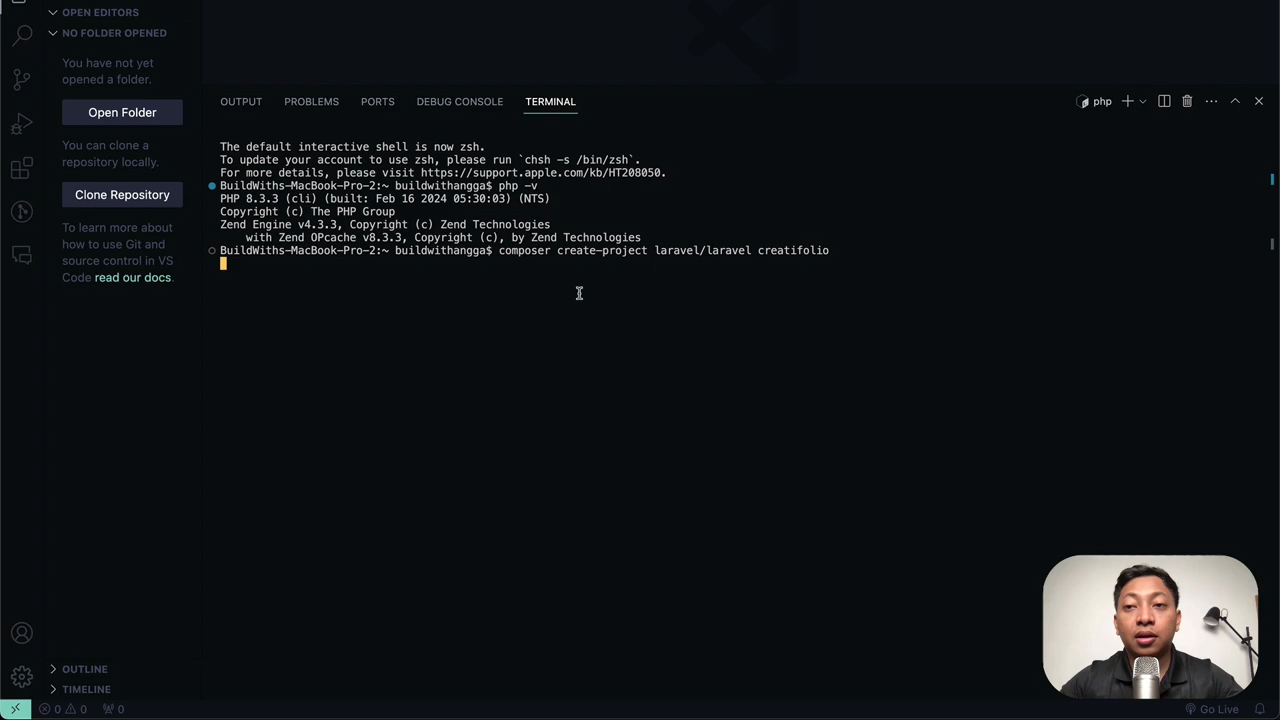 OPEN EDITORS
NO FOLDER OPENED
You have not yet
opened a folder.
Open Folder
You can clone a
repository locally.
Clone Repository
To learn more about
how to use Git and
source control in VS
Code read our docs.
OUTPUT PROBLEMS PORTS DEBUG CONSOLE TERMINAL
php
The default interactive shell is now zsh.
To update your account to use zsh, please run `chsh -s /bin/zsh`.
For more details, please visit https://support.apple.com/kb/HT208050.
BuildWiths-MacBook-Pro-2:~ buildwithangga$ php -v
PHP 8.3.3 (cli) (built: Feb 16 2024 05:30:03) (NTS)
Copyright (c) The PHP Group
Zend Engine v4.3.3, Copyright (c) Zend Technologies
    with Zend OPcache v8.3.3, Copyright (c), by Zend Technologies
BuildWiths-MacBook-Pro-2:~ buildwithangga$ composer create-project laravel/laravel creatifolio
OUTLINE
TIMELINE
0 0 0
Go Live